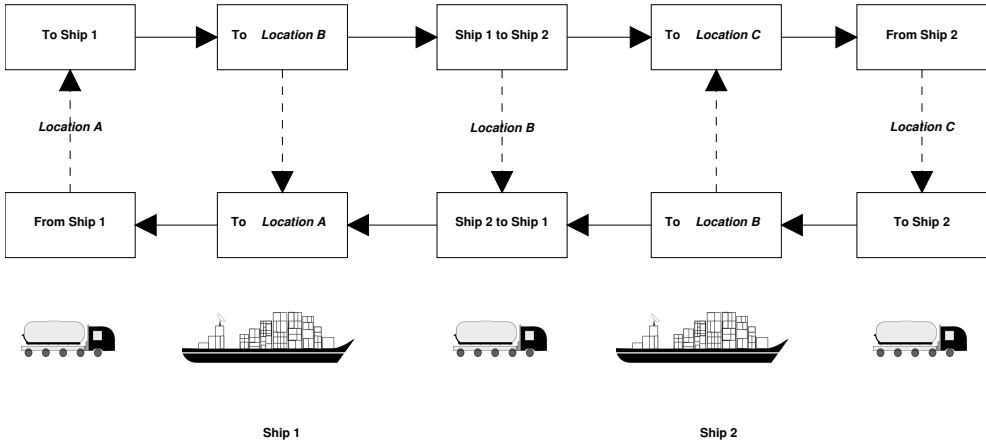 To Ship 1
To Location B
Ship 1 to Ship 2
To Location C
From Ship 2
Location A
Location B
Location C
From Ship 1
To Location A
Ship 2 to Ship 1
To Location B
To Ship 2
Ship 1
Ship 2